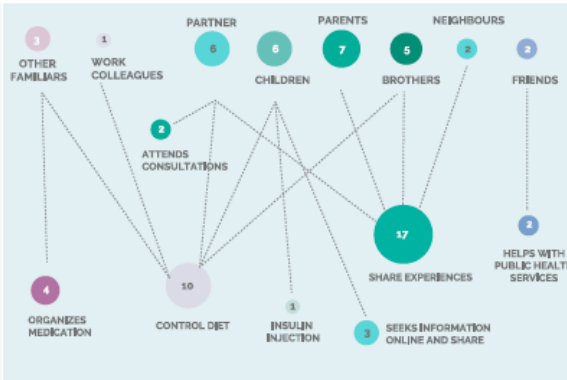 3
OTHER
FAMILIARS
1
WORK
COLLEAGUES
PARTNER
6
6
CHILDREN
PARENTS
7
5
BROTHERS
NEIGHBOURS
2
2
FRIENDS
2
ATTENDS
CONSULTATIONS
4
ORGANIZES
MEDICATION
10
CONTROL DIET
1
INSULIN
INJECTION
3
SEEKS INFORMATION
ONLINE AND SHARE
17
SHARE EXPERIENCES
2
HELPS WITH
PUBLIC HEALTH
SERVICES